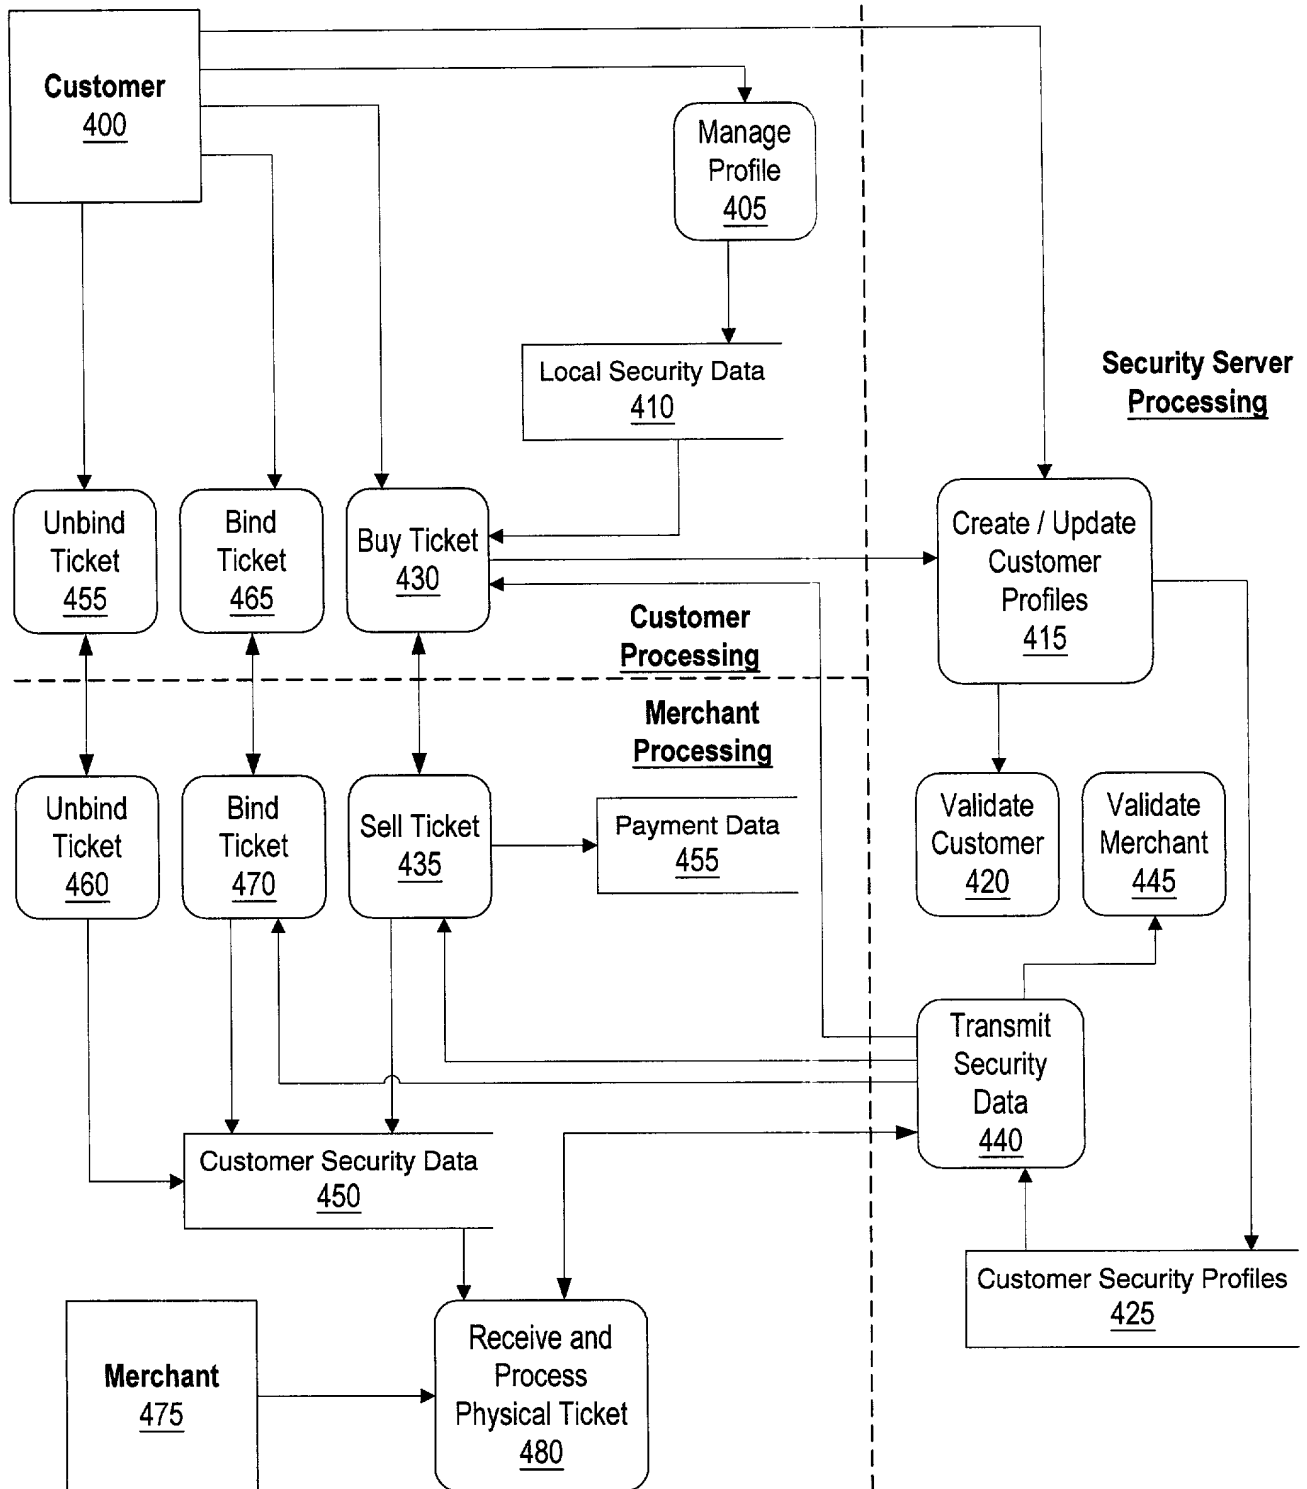 Customer
400
Manage
Profile
405
Local Security Data
410
Security Server
Processing
Unbind
Ticket
455
Bind
Ticket
465
Buy Ticket
430
Create / Update
Customer
Profiles
415
Customer
Processing
Merchant
Processing
Unbind
Ticket
460
Bind
Ticket
470
Sell Ticket
435
Payment Data
455
Validate
Customer
420
Validate
Merchant
445
Transmit
Security
Data
440
Customer Security Data
450
Customer Security Profiles
425
Merchant
475
Receive and
Process
Physical Ticket
480